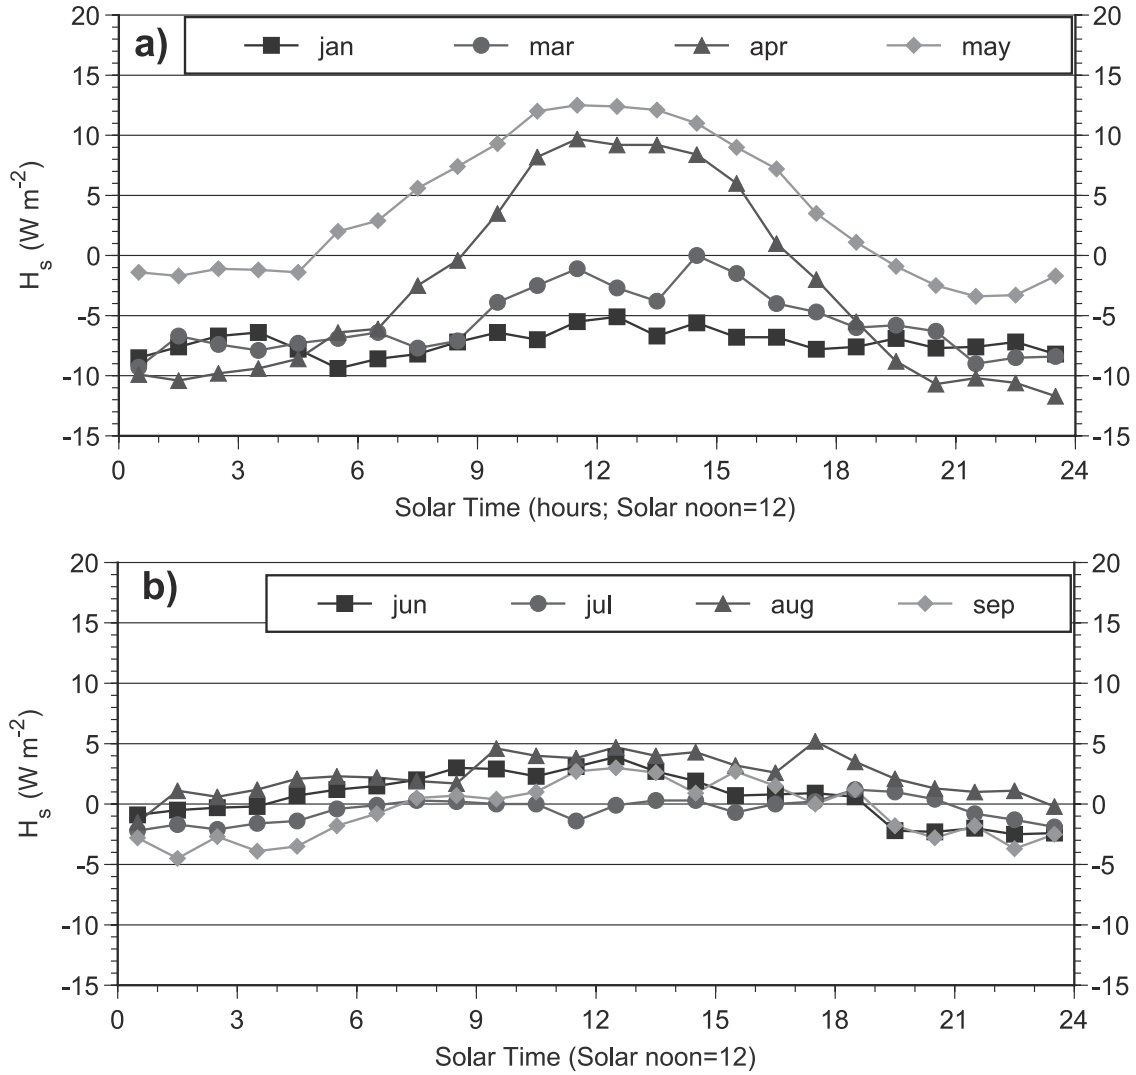 a)
jan mar apr may
20 20
15 15
10 10
5 5
0 0
-5 -5
-10 -10
-15 -15
H_s (W m^-2)
0 3 6 9 12 15 18 21 24
Solar Time (hours; Solar noon=12)
b)
jun jul aug sep
20 20
15 15
10 10
5 5
0 0
-5 -5
-10 -10
-15 -15
H_s (W m^-2)
0 3 6 9 12 15 18 21 24
Solar Time (Solar noon=12)